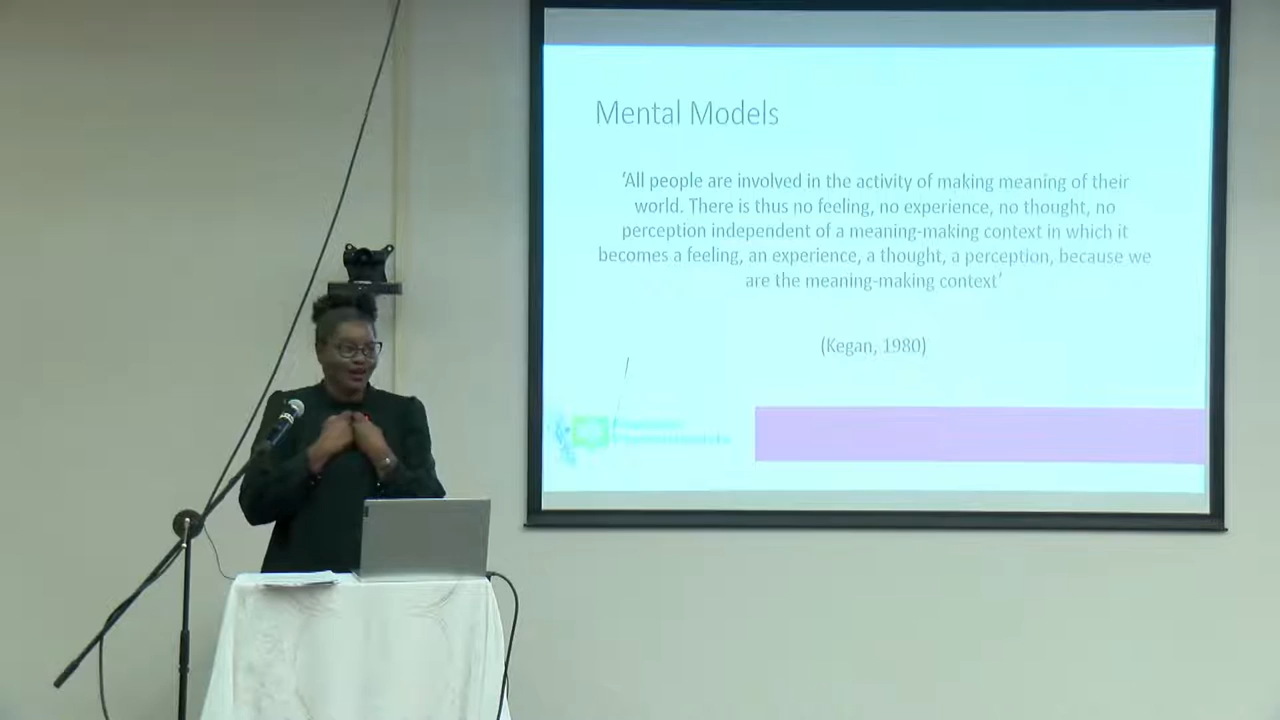 Mental Models
‘All people are involved in the activity of making meaning of their
world. There is thus no feeling, no experience, no thought, no
perception independent of a meaning-making context in which it
becomes a feeling, an experience, a thought, a perception, because we
are the meaning-making context’
(Kegan, 1980)